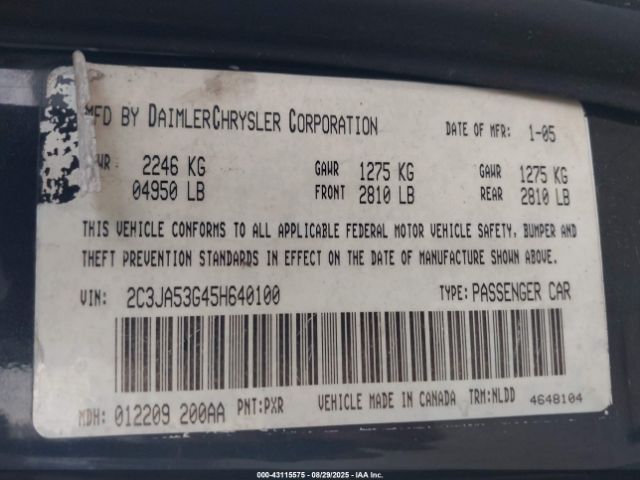 MFD BY DAIMLERCHRYSLER CORPORATION DATE OF MFR: 1-05
2246 KG GAWR 1275 KG GAWR 1275 KG
04950 LB FRONT 2810 LB REAR 2810 LB
THIS VEHICLE CONFORMS TO ALL APPLICABLE FEDERAL MOTOR VEHICLE SAFETY, BUMPER AND
THEFT PREVENTION STANDARDS IN EFFECT ON THE DATE OF MANUFACTURE SHOWN ABOVE.
VIN: 2C3JA53G45H640100 TYPE: PASSENGER CAR
MDH: 012209 200AA PNT:PXR VEHICLE MADE IN CANADA TRM:NLDD 4648104
000-43115575 - 08/29/2025 - IAA Inc.